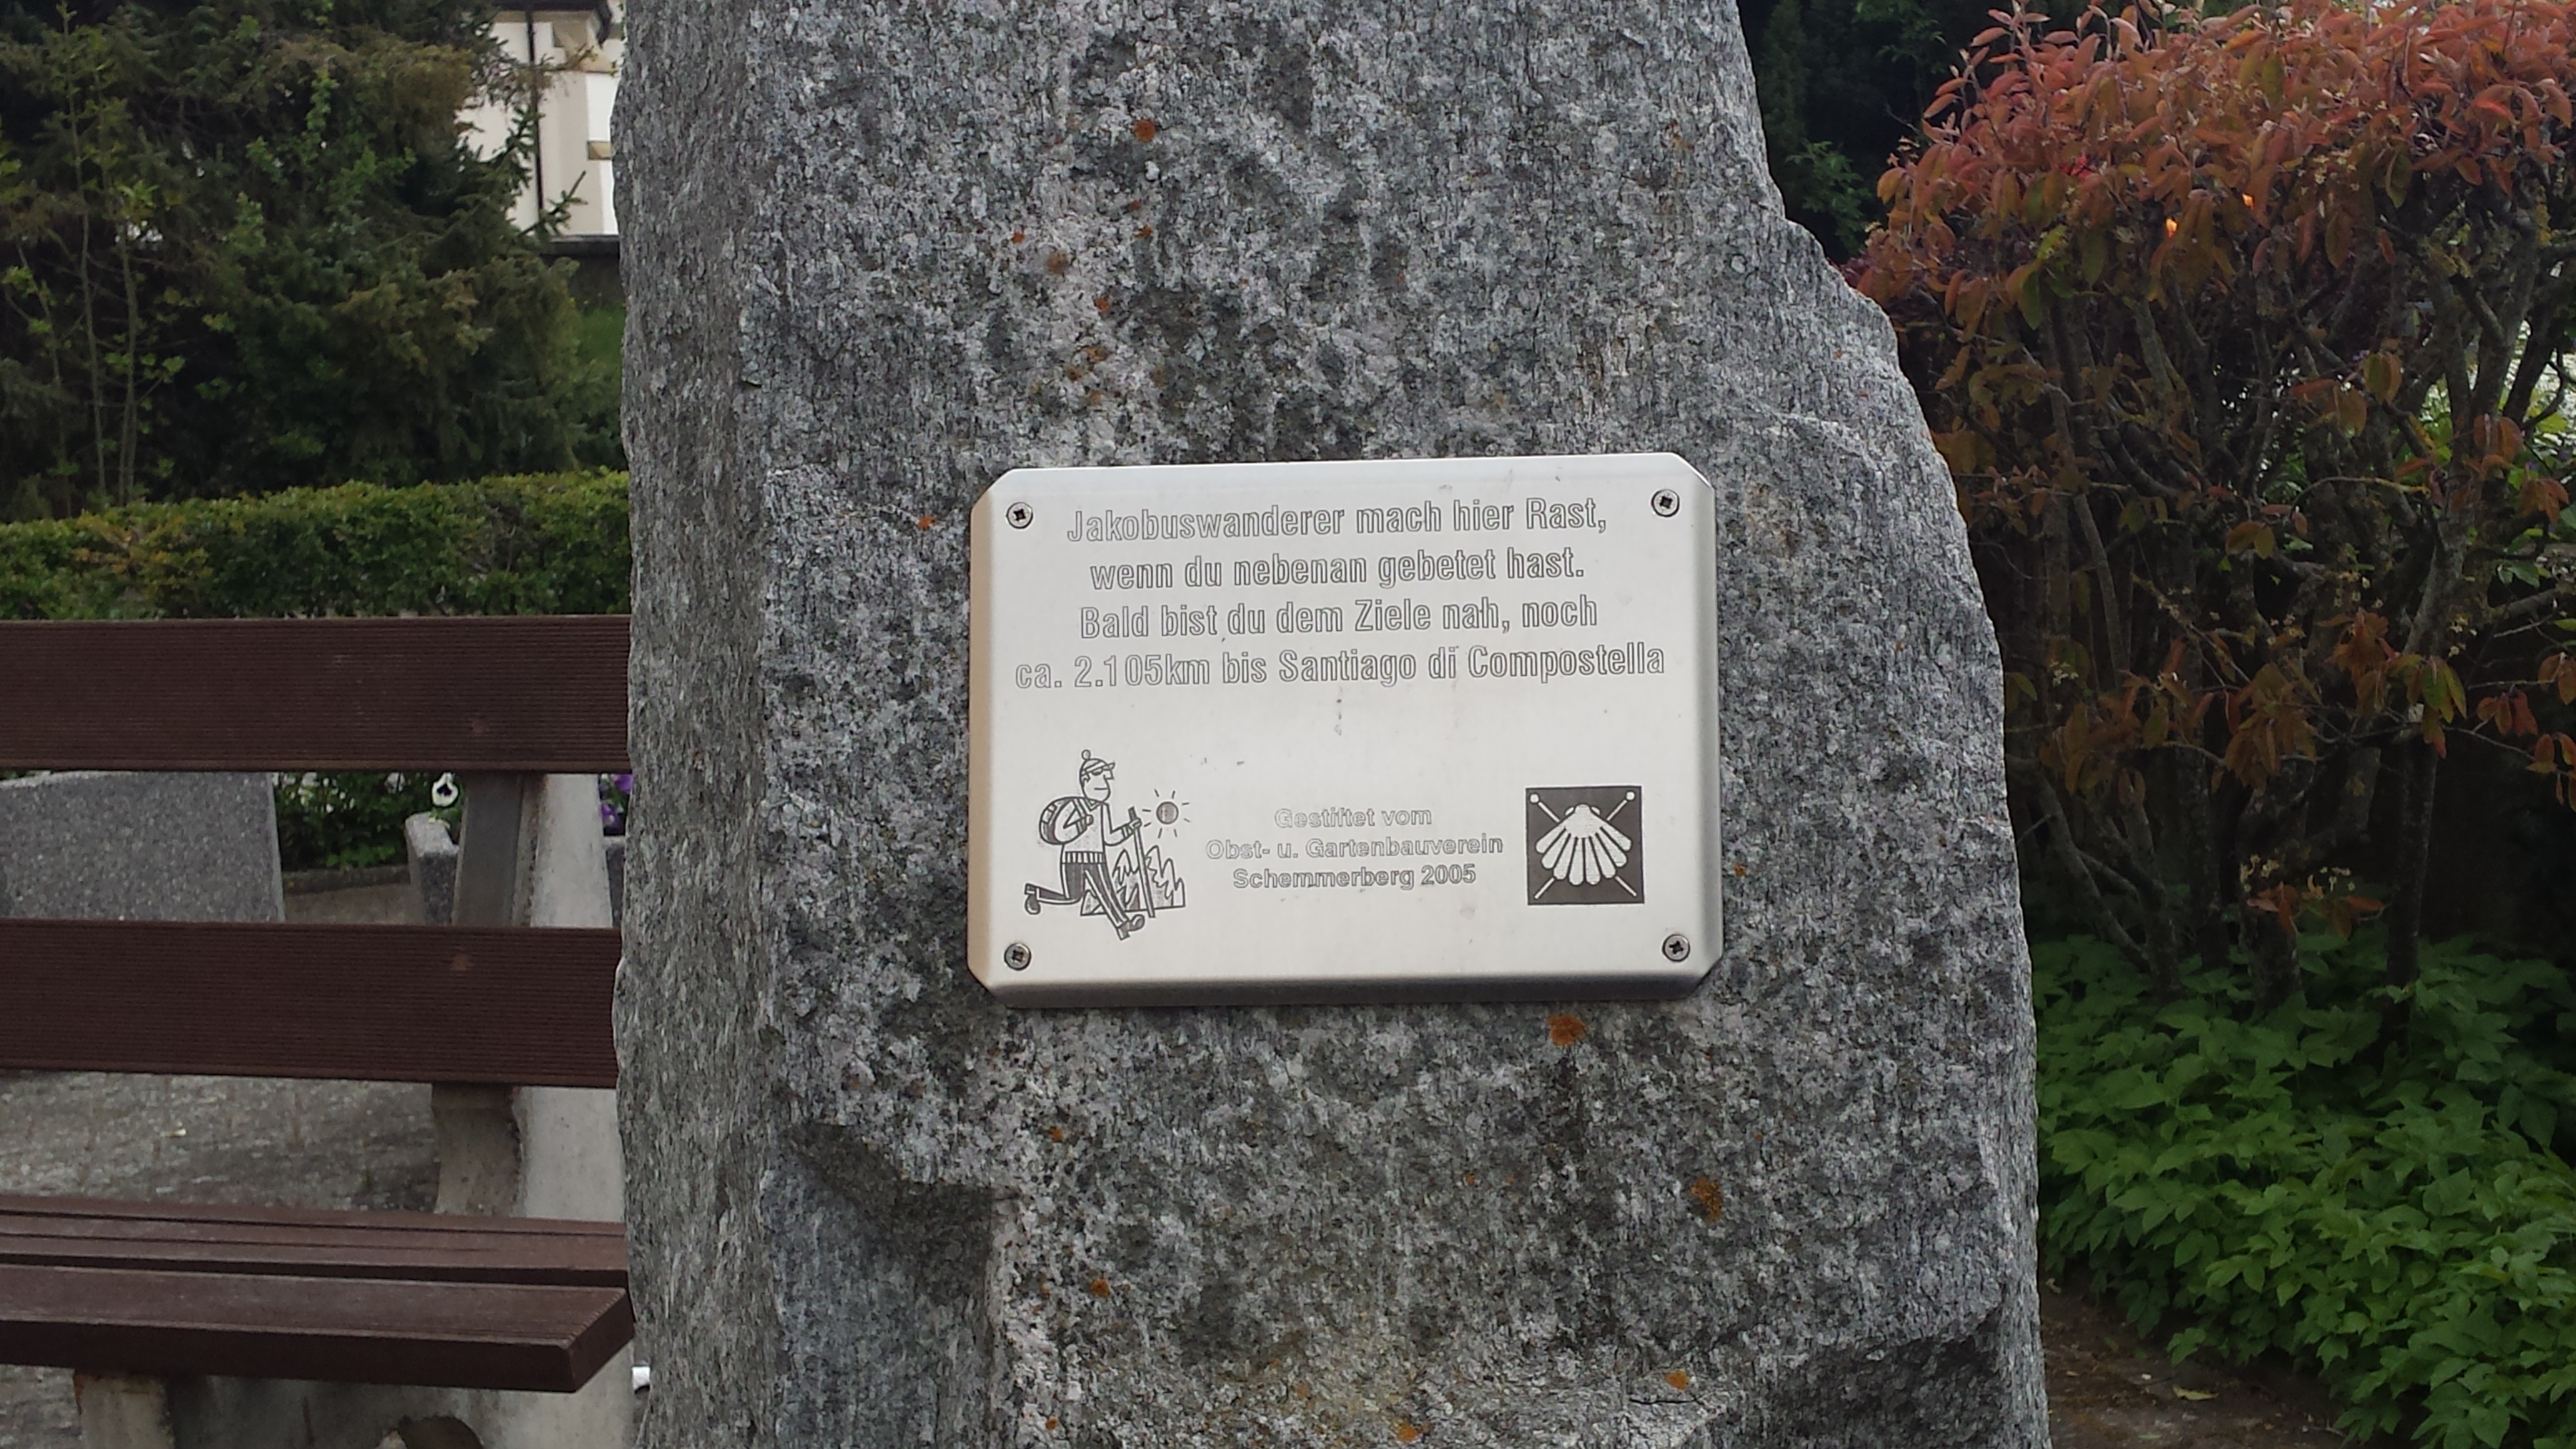 Jakobuswanderer mach hier Rast,
wenn du nebenan gebetet hast.
Bald bist du dem Ziele nah, noch
ca. 2.105km bis Santiago di Compostella
Gestiftet vom
Obst- u. Gartenbauverein
Schemmerberg 2005